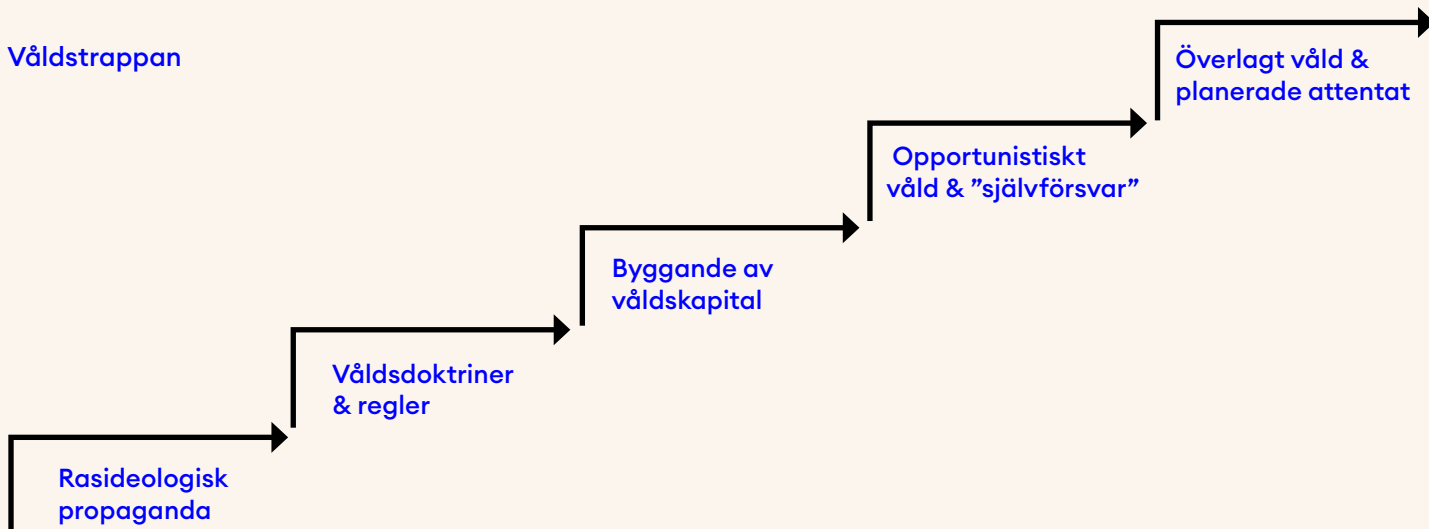 Våldstrappan
Överlagt våld &
planerade attentat
Opportunistiskt
våld & ”självförsvar”
Byggande av
våldskapital
Våldsdoktriner
& regler
Rasideologisk
propaganda